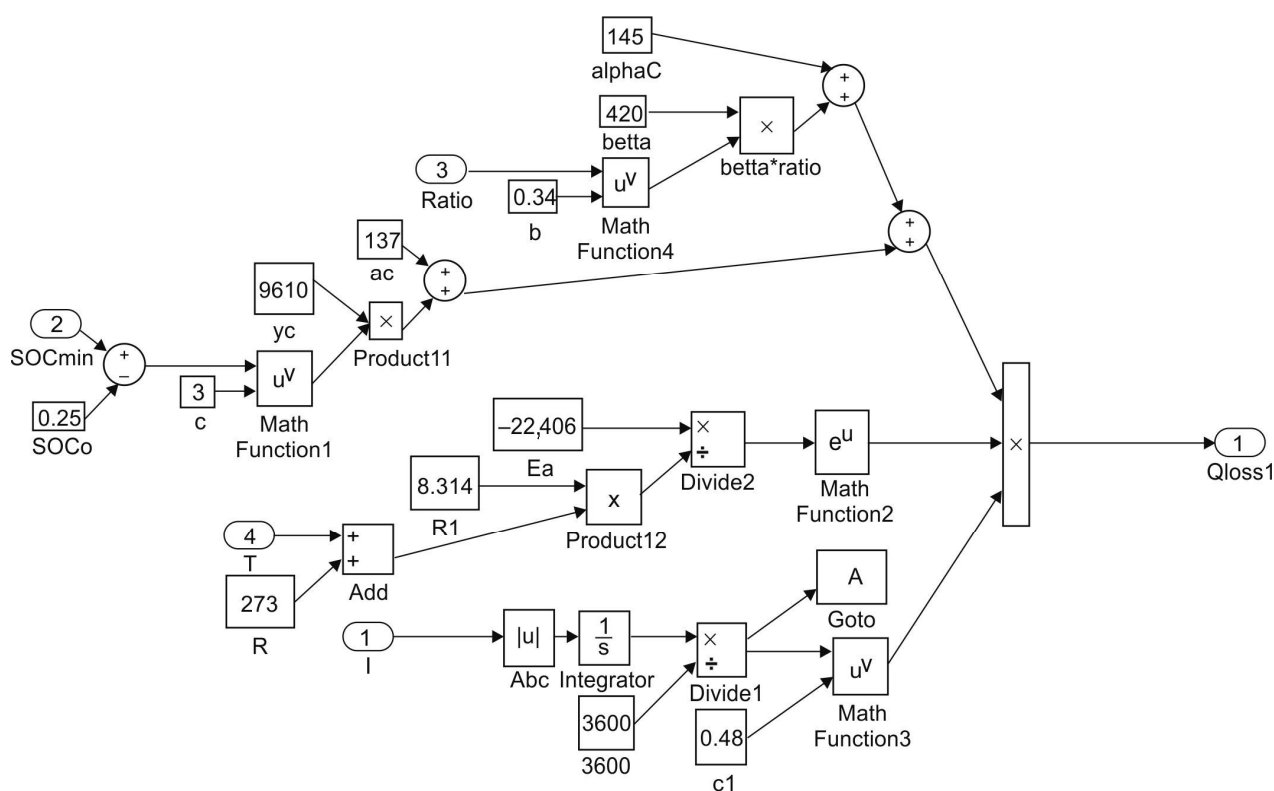 145
alphaC
+
+
420
betta
×
betta*ratio
3
Ratio
0.34
b
u^v
Math
Function4
+
+
137
ac
+
+
9610
yc
×
Product11
2
SOCmin
+
–
0.25
SOCo
3
c
u^v
Math
Function1
–22,406
Ea
×
÷
Divide2
e^u
Math
Function2
×
1
Qloss1
8.314
R1
x
Product12
4
T
+
+
Add
273
R
A
Goto
1
I
|u|
Abc
1
s
Integrator
×
÷
Divide1
u^v
Math
Function3
3600
3600
0.48
c1